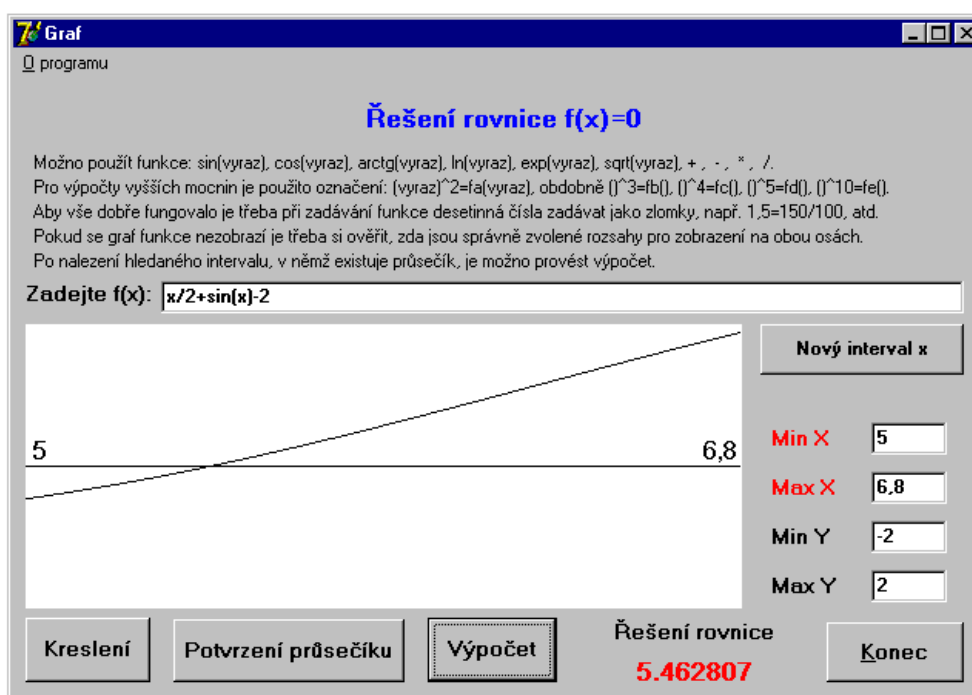 Graf
O programu
Řešení rovnice f(x)=0
Možno použít funkce: sin(vyraz), cos(vyraz), arctg(vyraz), ln(vyraz), exp(vyraz), sqrt(vyraz), + , - , * , /.
Pro výpočty vyšších mocnin je použito označení: (vyraz)^2=fa(vyraz), obdobně ()^3=fb(), ()^4=fc(), ()^5=fd(), ()^10=fe().
Aby vše dobře fungovalo je třeba při zadávání funkce desetinná čísla zadávat jako zlomky, např. 1,5=150/100, atd.
Pokud se graf funkce nezobrazí je třeba si ověřit, zda jsou správně zvolené rozsahy pro zobrazení na obou osách.
Po nalezení hledaného intervalu, v němž existuje průsečík, je možno provést výpočet.
Zadejte f(x): x/2+sin(x)-2
Nový interval x
5 6,8
Min X 5
Max X 6,8
Min Y -2
Max Y 2
Kreslení Potvrzení průsečíku Výpočet Řešení rovnice Konec
5.462807